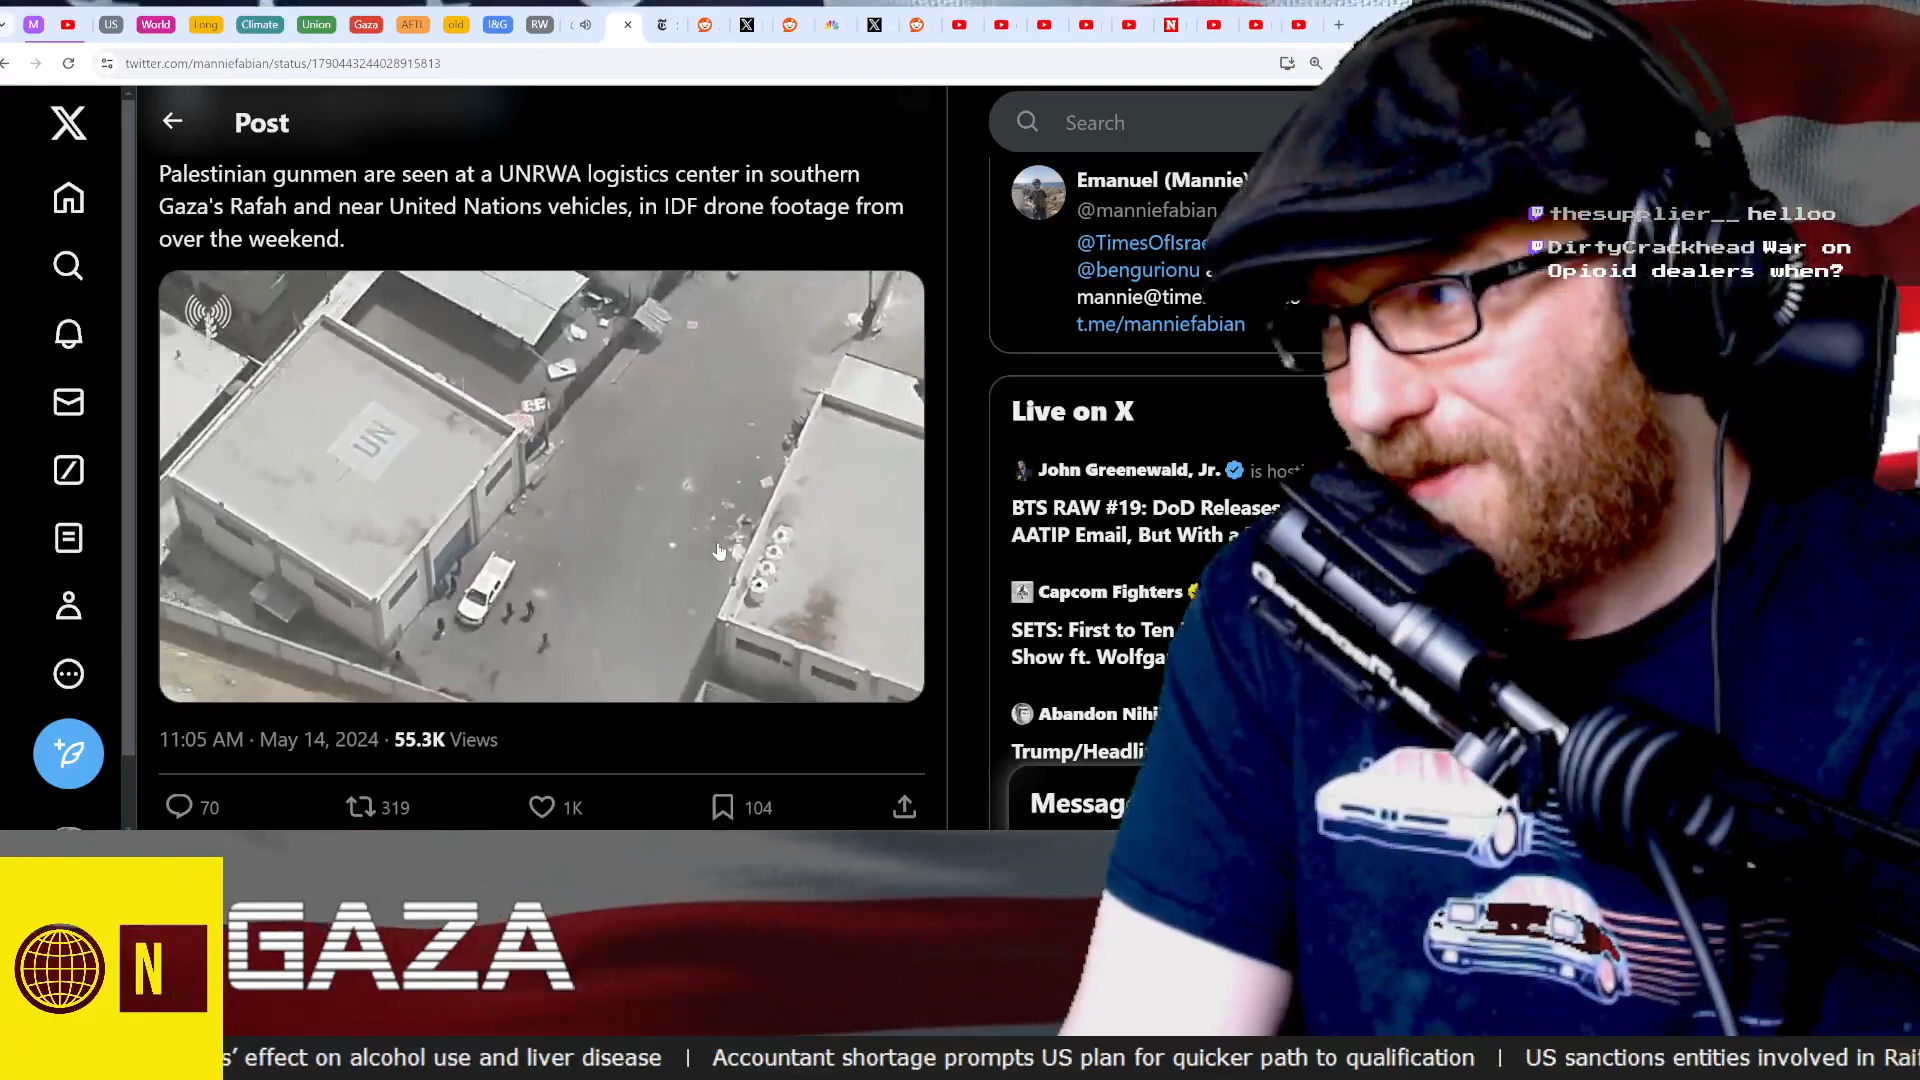 M
US
World
Long
Climate
Union
Gaza
AFTL
old
I&G
RW
twitter.com/manniefabian/status/1790443244028915813
Post
Search
Palestinian gunmen are seen at a UNRWA logistics center in southern
Gaza's Rafah and near United Nations vehicles, in IDF drone footage from
over the weekend.
UN
11:05 AM · May 14, 2024 · 55.3K Views
70
319
1K
104
Emanuel (Mannie)
@manniefabian
@TimesOfIsra
@bengurionu
mannie@time
t.me/manniefabian
Live on X
John Greenewald, Jr. is hosti
BTS RAW #19: DoD Releases
AATIP Email, But With a
Capcom Fighters
SETS: First to Ten
Show ft. Wolfga
Abandon Nihi
Trump/Headli
Messag
thesupplier__ helloo
DirtyCrackhead War on
Opioid dealers when?
N
GAZA
s' effect on alcohol use and liver disease | Accountant shortage prompts US plan for quicker path to qualification | US sanctions entities involved in Rai